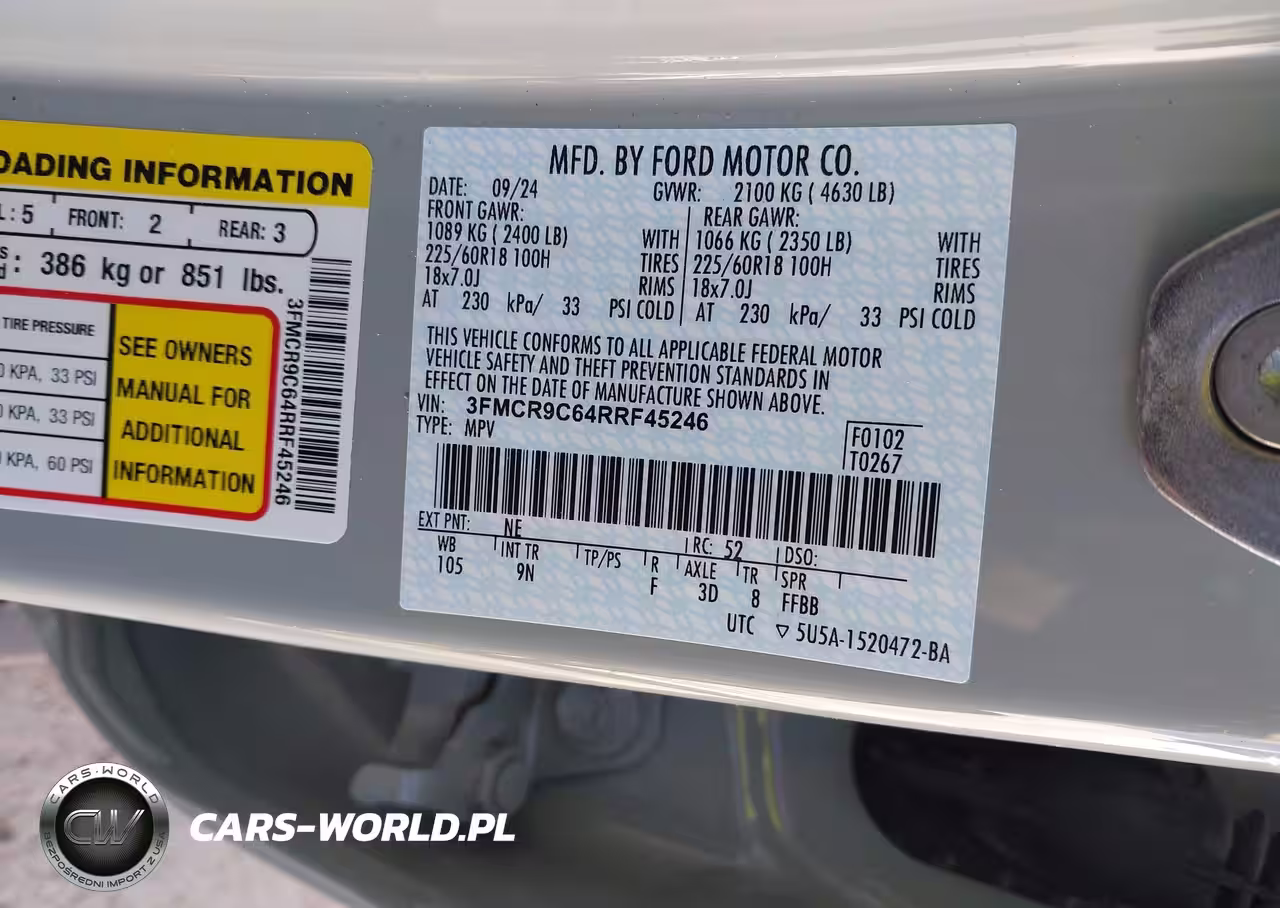 OADING INFORMATION
: 5 FRONT: 2 REAR: 3
: 386 kg or 851 lbs.
TIRE PRESSURE
0 KPA, 33 PSI
0 KPA, 33 PSI
KPA, 60 PSI
SEE OWNERS
MANUAL FOR
ADDITIONAL
INFORMATION
3FMCR9C64RRF45246
MFD. BY FORD MOTOR CO.
DATE: 09/24 GVWR: 2100 KG ( 4630 LB)
FRONT GAWR: REAR GAWR:
1089 KG ( 2400 LB) WITH 1066 KG ( 2350 LB) WITH
225/60R18 100H TIRES 225/60R18 100H TIRES
18x7.0J RIMS 18x7.0J RIMS
AT 230 kPa/ 33 PSI COLD AT 230 kPa/ 33 PSI COLD
THIS VEHICLE CONFORMS TO ALL APPLICABLE FEDERAL MOTOR
VEHICLE SAFETY AND THEFT PREVENTION STANDARDS IN
EFFECT ON THE DATE OF MANUFACTURE SHOWN ABOVE.
VIN: 3FMCR9C64RRF45246
TYPE: MPV
F0102
T0267
EXT PNT: NE RC: 52 DSO:
WB INT TR TP/PS R AXLE TR SPR
105 9N F 3D 8 FFBB
UTC ▽ 5U5A-1520472-BA
CARS-WORLD
CW
BEZPOŚREDNI IMPORT Z USA
CARS-WORLD.PL